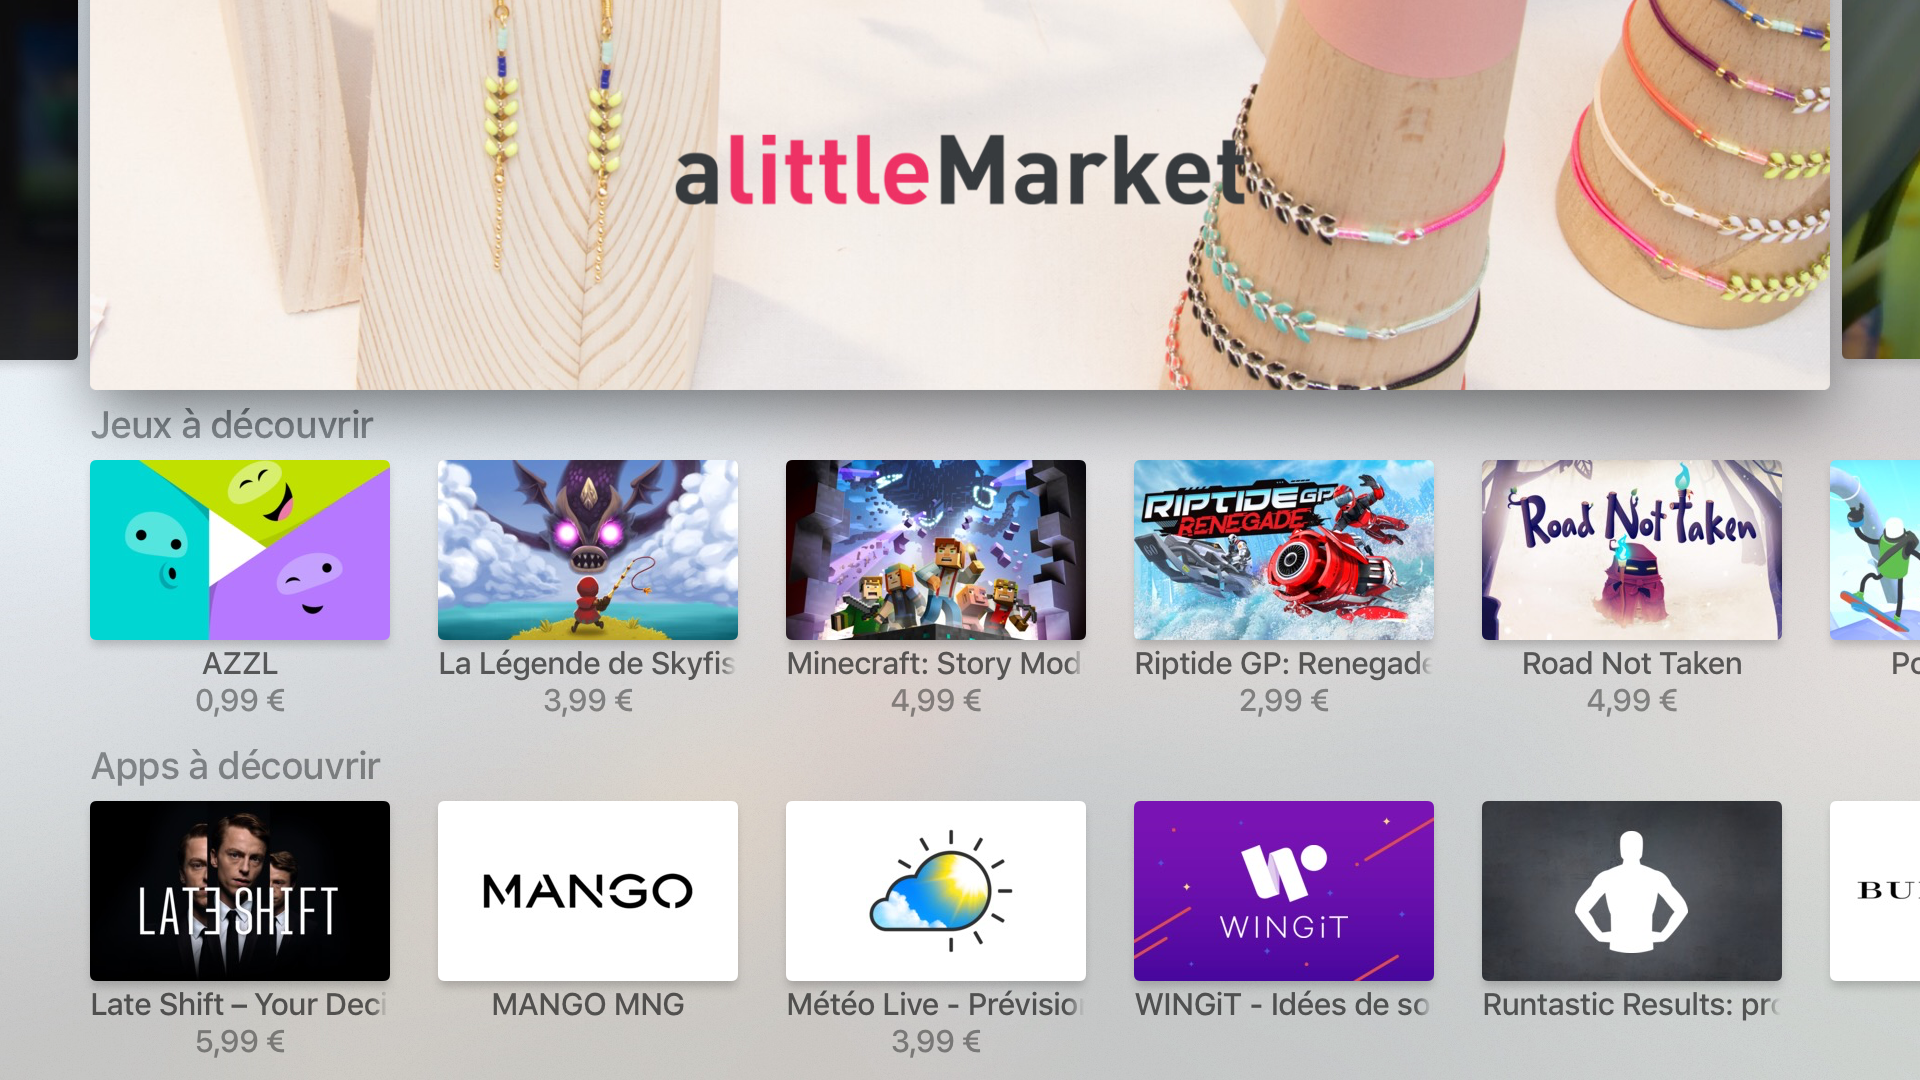 alittleMarket
Jeux à découvrir
RIPTIDE GP
RENEGADE
Road Not Taken
AZZL
La Légende de Skyfis
Minecraft: Story Mod
Riptide GP: Renegade
Road Not Taken
Po
0,99 €
3,99 €
4,99 €
2,99 €
4,99 €
Apps à découvrir
LATE SHIFT
MANGO
WINGiT
BU
Late Shift – Your Deci
MANGO MNG
Météo Live - Prévision
WINGiT - Idées de so
Runtastic Results: pro
5,99 €
3,99 €